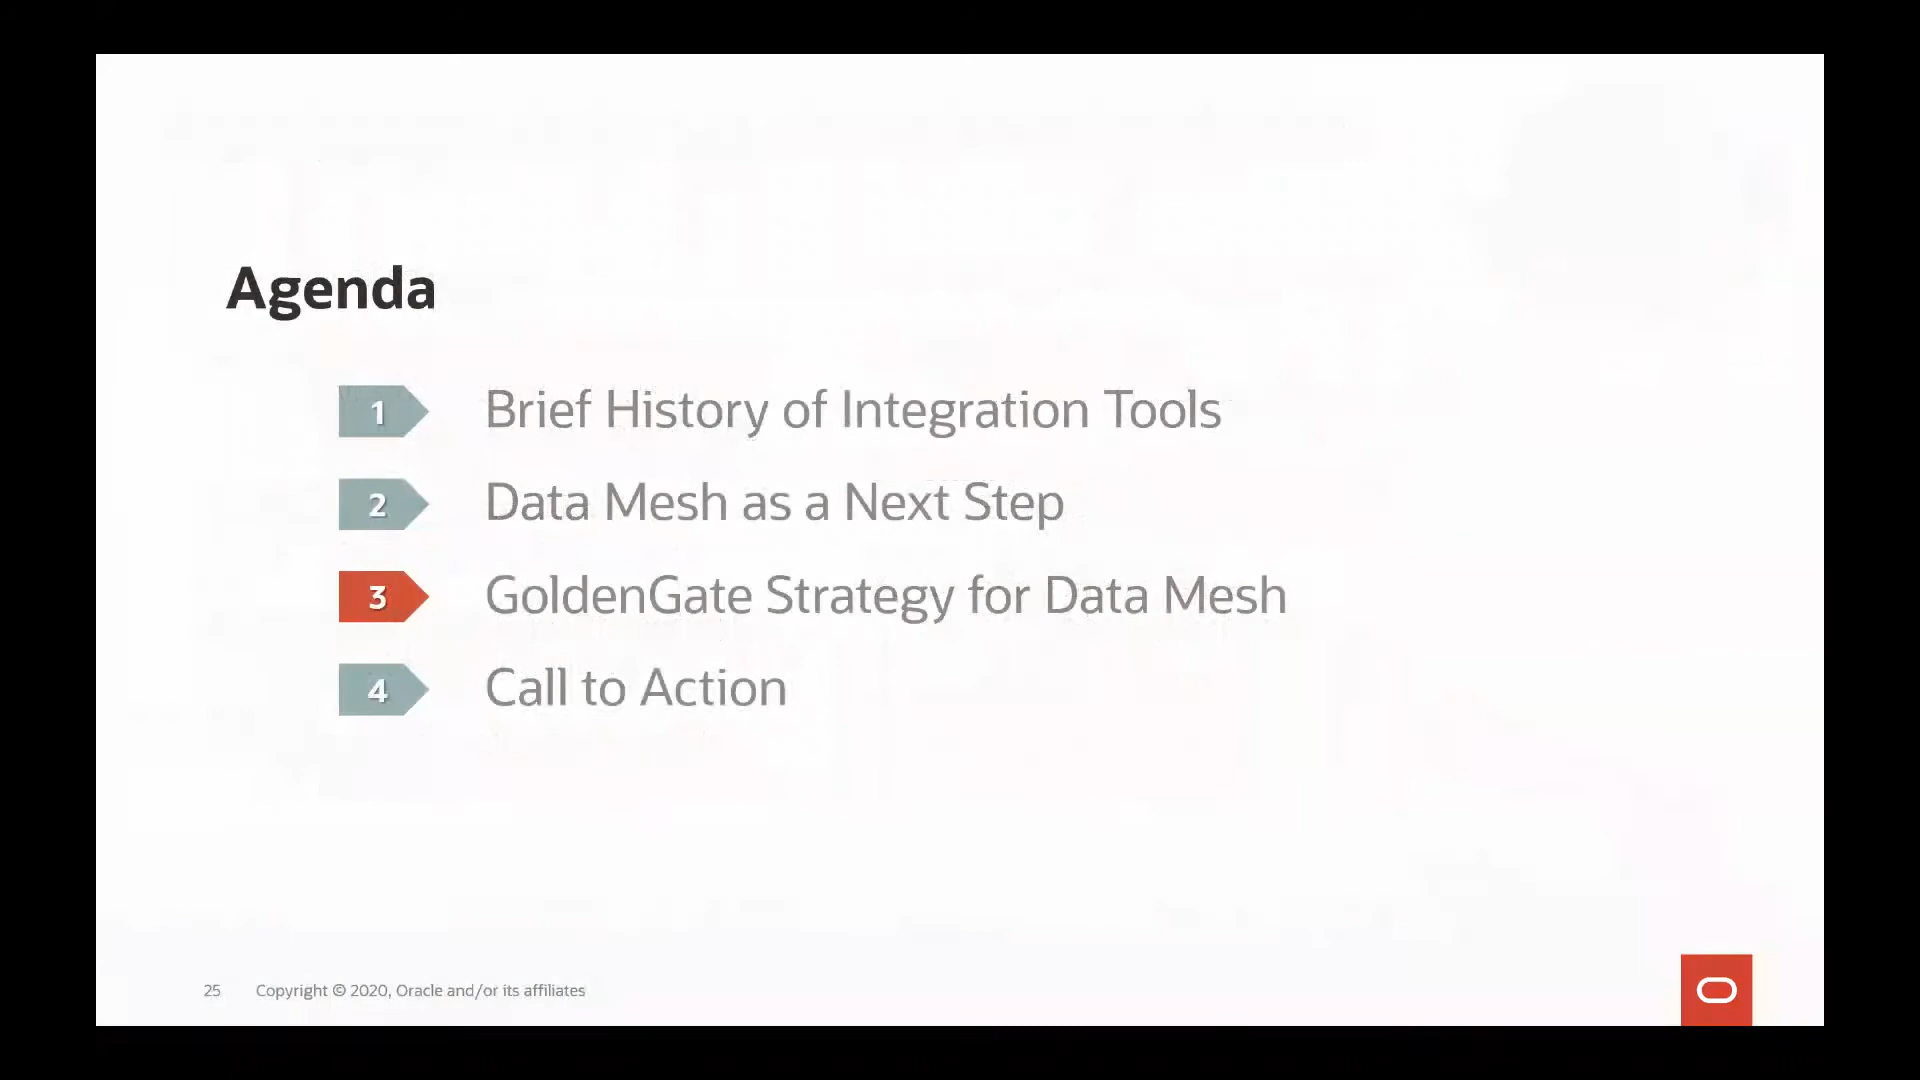 Agenda
1 Brief History of Integration Tools
2 Data Mesh as a Next Step
3 GoldenGate Strategy for Data Mesh
4 Call to Action
25 Copyright © 2020, Oracle and/or its affiliates